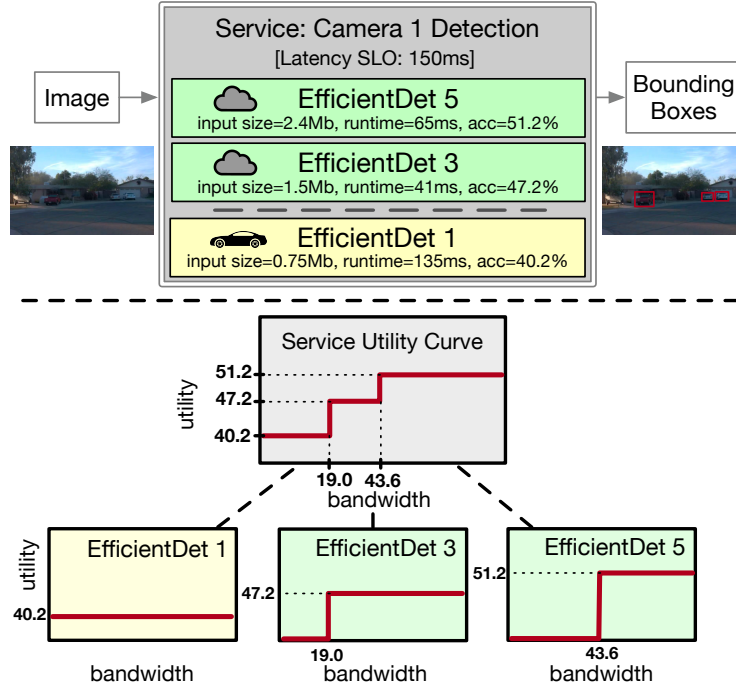 Service: Camera 1 Detection
[Latency SLO: 150ms]
Image
EfficientDet 5
input size=2.4Mb, runtime=65ms, acc=51.2%
EfficientDet 3
input size=1.5Mb, runtime=41ms, acc=47.2%
EfficientDet 1
input size=0.75Mb, runtime=135ms, acc=40.2%
Bounding
Boxes
Service Utility Curve
utility
51.2
47.2
40.2
19.0
43.6
bandwidth
EfficientDet 1
utility
40.2
bandwidth
EfficientDet 3
47.2
19.0
bandwidth
EfficientDet 5
51.2
43.6
bandwidth